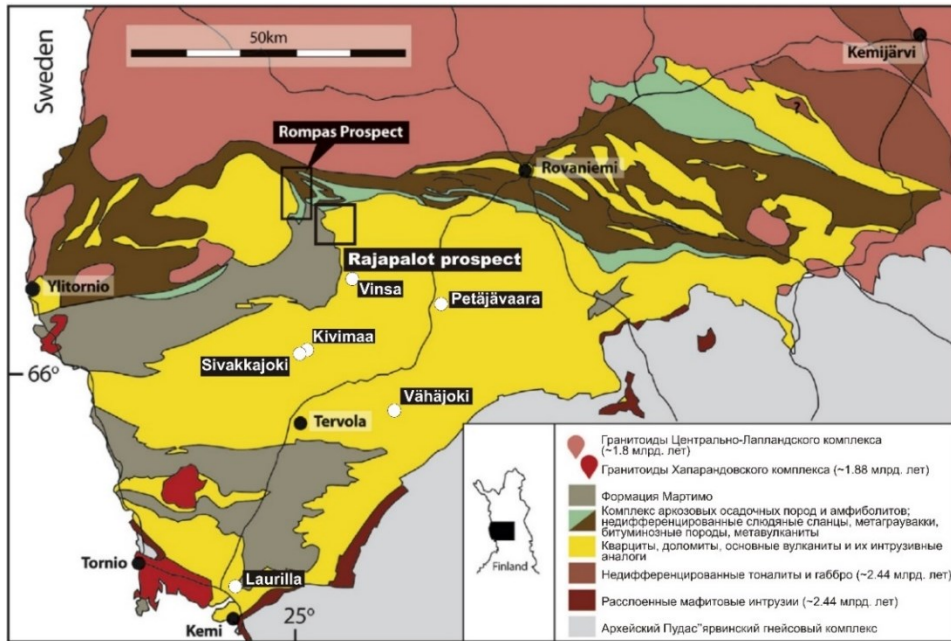 50km
Kemijärvi
Sweden
?
Rompas Prospect
Rovaniemi
Rajapalot prospect
Ylitornio
Vinsa
Petäjävaara
Kivimaa
Sivakkajoki
66°
Vähäjoki
Tervola
Гранитоиды Центрально-Лапландского комплекса
(~1.8 млрд. лет)
Гранитоиды Хапарандовского комплекса (~1.88 млрд. лет)
Формация Мартимо
Комплекс аркозовых осадочных пород и амфиболитов;
недифференцированные слюдяные сланцы, метаграувакки,
битуминозные породы, метавулканиты
Кварциты, доломиты, основные вулканиты и их интрузивные
аналоги
Недифференцированные тоналиты и габбро (~2.44 млрд. лет)
Расслоенные мафитовые интрузии (~2.44 млрд. лет)
Архейский Пудас"ярвинский гнейсовый комплекс
Finland
Tornio
Laurilla
Kemi
25°